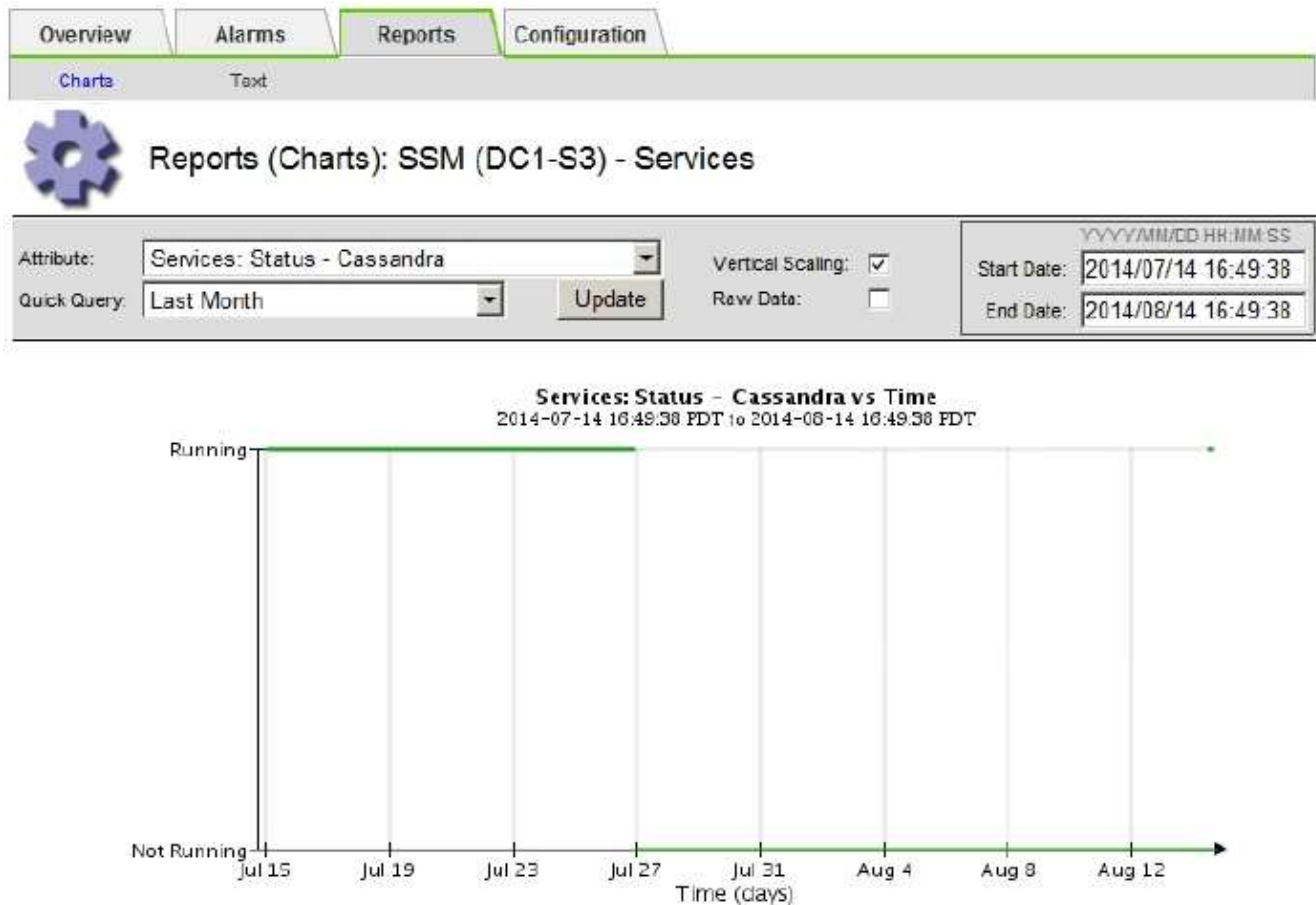 Overview Alarms Reports Configuration
Charts Text
Reports (Charts): SSM (DC1-S3) - Services
YYYY/MM/DD HH:MM:SS
Attribute: Services: Status - Cassandra Vertical Scaling: Start Date: 2014/07/14 16:49:38
Quick Query: Last Month Update Raw Data: End Date: 2014/08/14 16:49:38
Services: Status - Cassandra vs Time
2014-07-14 16:49:38 PDT to 2014-08-14 16:49:38 PDT
Running
Not Running
Jul 15 Jul 19 Jul 23 Jul 27 Jul 31 Aug 4 Aug 8 Aug 12
Time (days)